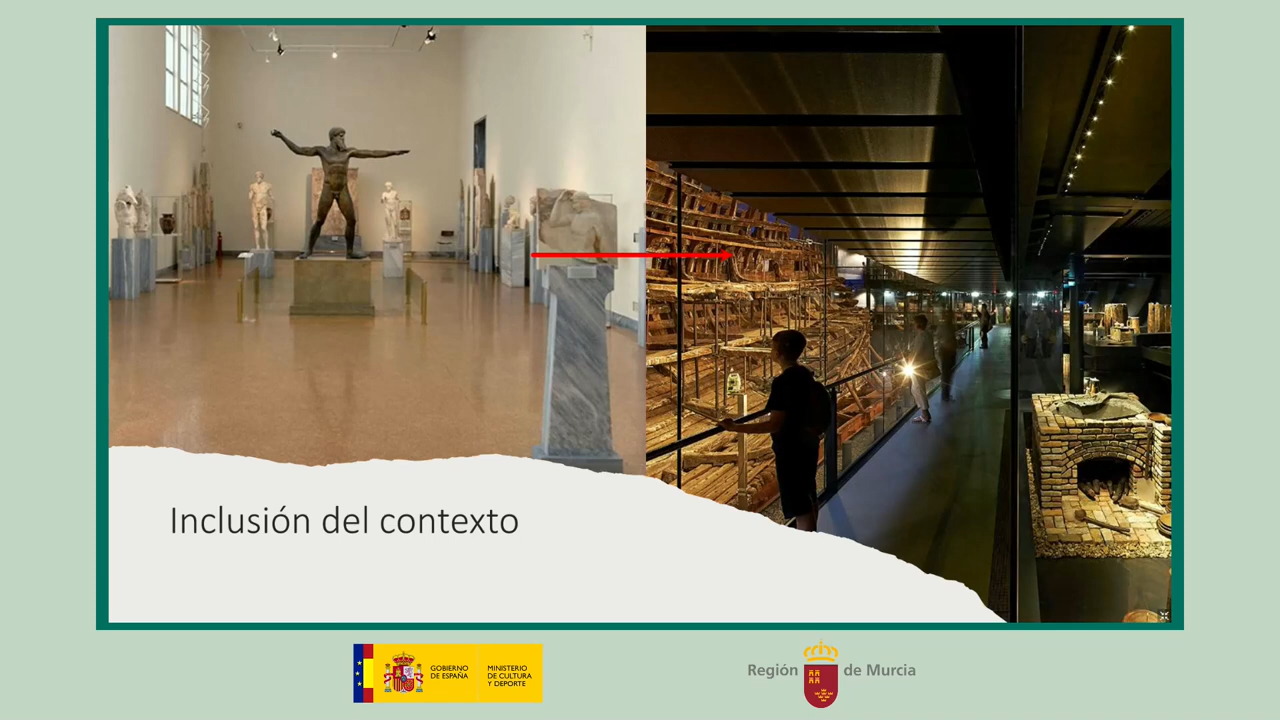 Inclusión del contexto
GOBIERNO
DE ESPAÑA
MINISTERIO
DE CULTURA
Y DEPORTE
Región de Murcia